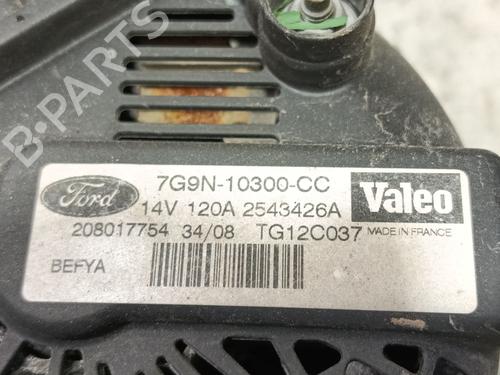 B-PARTS
Ford
7G9N-10300-CC
Valeo
14V 120A 2543426A
208017754 34/08 TG12C037
MADE IN FRANCE
BEFYA